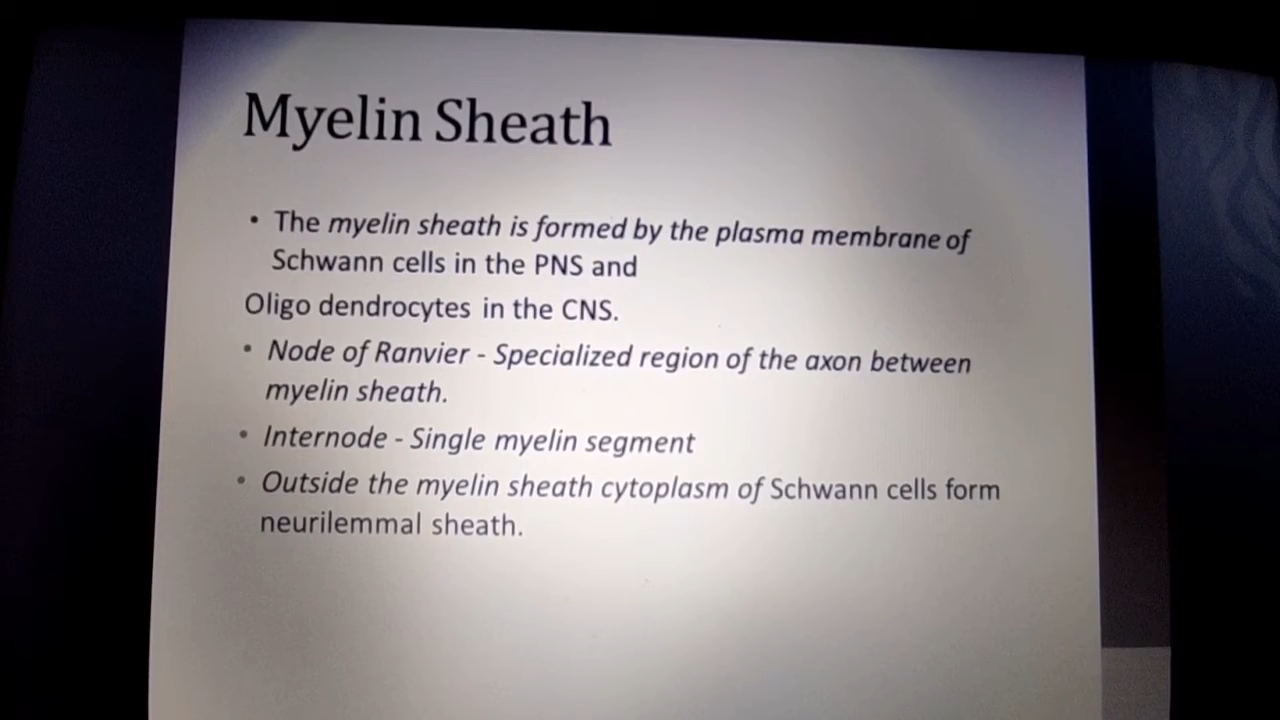 Myelin Sheath
• The myelin sheath is formed by the plasma membrane of
Schwann cells in the PNS and
Oligo dendrocytes in the CNS.
• Node of Ranvier - Specialized region of the axon between
myelin sheath.
• Internode - Single myelin segment
• Outside the myelin sheath cytoplasm of Schwann cells form
neurilemmal sheath.